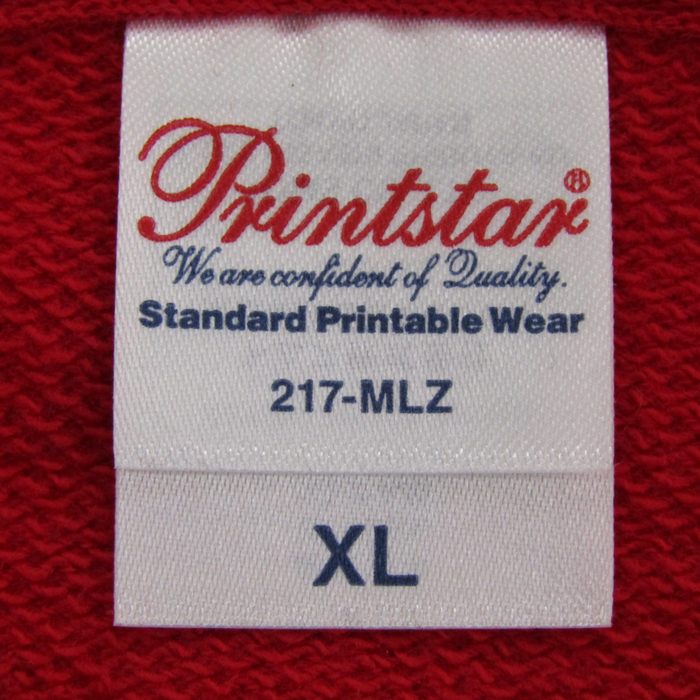 Printstar®
We are confident of Quality.
Standard Printable Wear
217-MLZ
XL